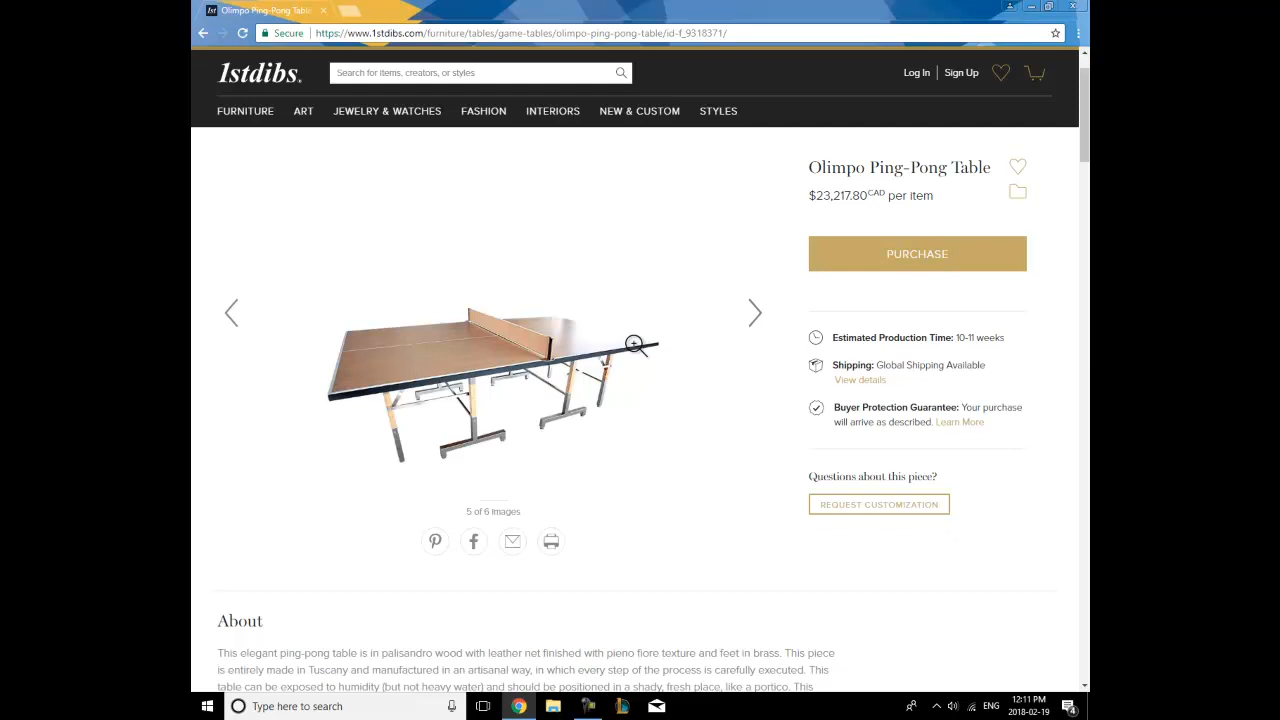 1st Olimpo Ping-Pong Table
Secure https://www.1stdibs.com/furniture/tables/game-tables/olimpo-ping-pong-table/id-f_9318371/
1stdibs. Search for items, creators, or styles Log In Sign Up
FURNITURE ART JEWELRY & WATCHES FASHION INTERIORS NEW & CUSTOM STYLES
Olimpo Ping-Pong Table
$23,217.80 CAD per item
PURCHASE
Estimated Production Time: 10-11 weeks
Shipping: Global Shipping Available
View details
Buyer Protection Guarantee: Your purchase
will arrive as described. Learn More
Questions about this piece?
REQUEST CUSTOMIZATION
5 of 6 images
About
This elegant ping-pong table is in palisandro wood with leather net finished with pieno fiore texture and feet in brass. This piece
is entirely made in Tuscany and manufactured in an artisanal way, in which every step of the process is carefully executed. This
table can be exposed to humidity (but not heavy water) and should be positioned in a shady, fresh place, like a portico. This
Type here to search
ENG
12:11 PM
2018-02-19
4